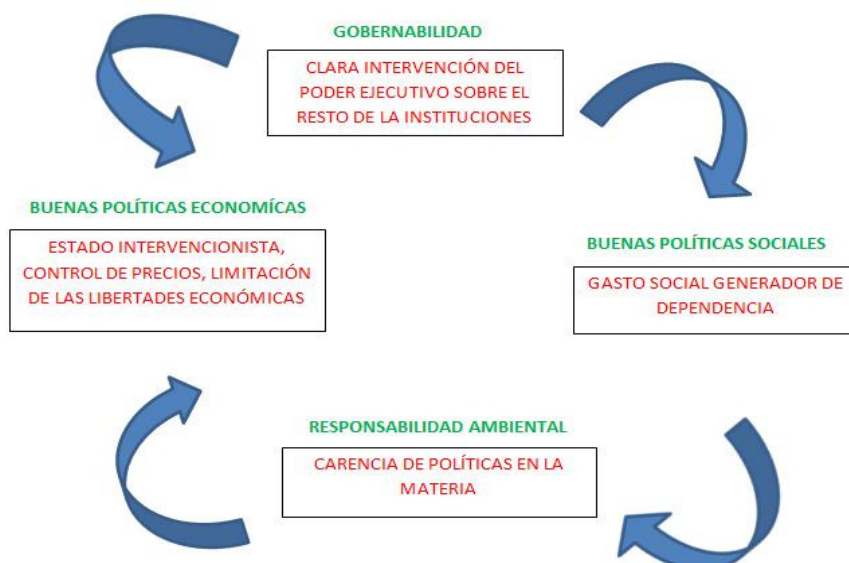 GOBERNABILIDAD
CLARA INTERVENCIÓN DEL
PODER EJECUTIVO SOBRE EL
RESTO DE LA INSTITUCIONES
BUENAS POLÍTICAS ECONOMÍCAS
ESTADO INTERVENCIONISTA,
CONTROL DE PRECIOS, LIMITACIÓN
DE LAS LIBERTADES ECONÓMICAS
BUENAS POLÍTICAS SOCIALES
GASTO SOCIAL GENERADOR DE
DEPENDENCIA
RESPONSABILIDAD AMBIENTAL
CARENCIA DE POLÍTICAS EN LA
MATERIA